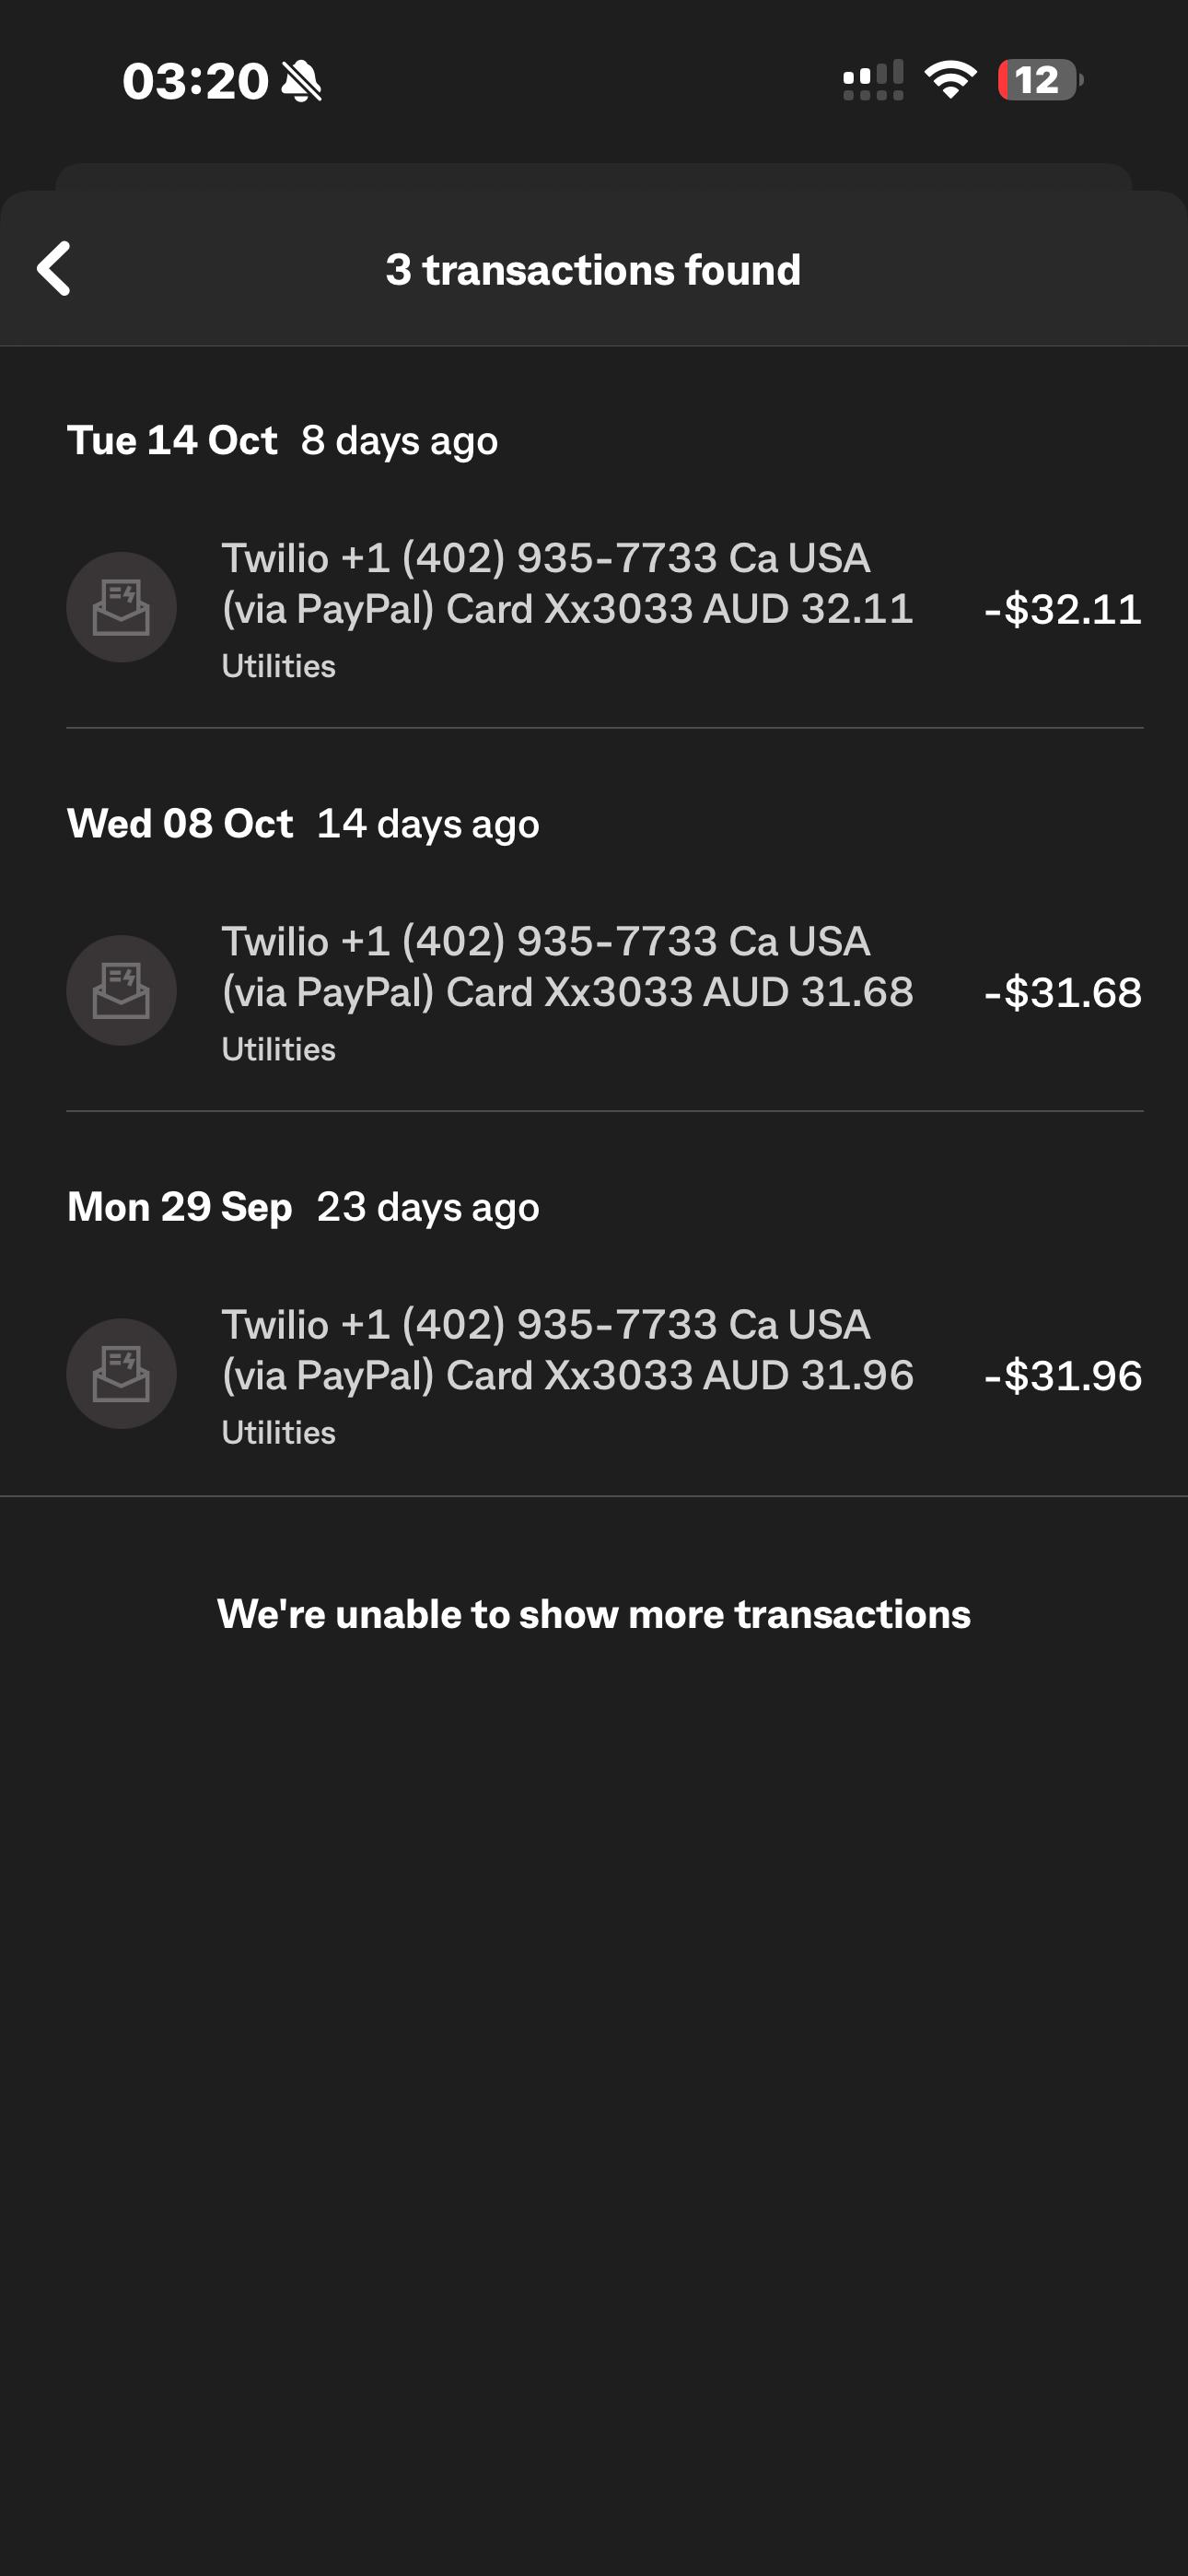 03:20
12
3 transactions found
Tue 14 Oct 8 days ago
Twilio +1 (402) 935-7733 Ca USA
(via PayPal) Card Xx3033 AUD 32.11
-$32.11
Utilities
Wed 08 Oct 14 days ago
Twilio +1 (402) 935-7733 Ca USA
(via PayPal) Card Xx3033 AUD 31.68
-$31.68
Utilities
Mon 29 Sep 23 days ago
Twilio +1 (402) 935-7733 Ca USA
(via PayPal) Card Xx3033 AUD 31.96
-$31.96
Utilities
We're unable to show more transactions